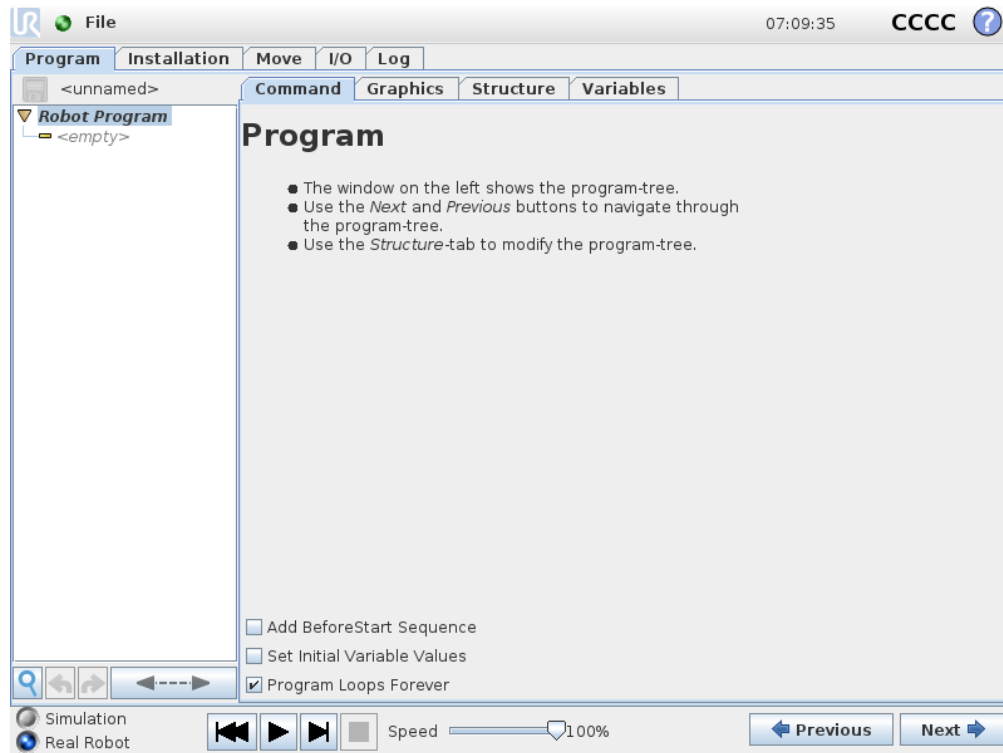 File 07:09:35 CCCC ?
Program Installation Move I/O Log
<unnamed> Command Graphics Structure Variables
Robot Program
<empty>
Program
The window on the left shows the program-tree.
Use the Next and Previous buttons to navigate through
the program-tree.
Use the Structure-tab to modify the program-tree.
Add BeforeStart Sequence
Set Initial Variable Values
Program Loops Forever
Simulation
Real Robot
Speed 100% Previous Next